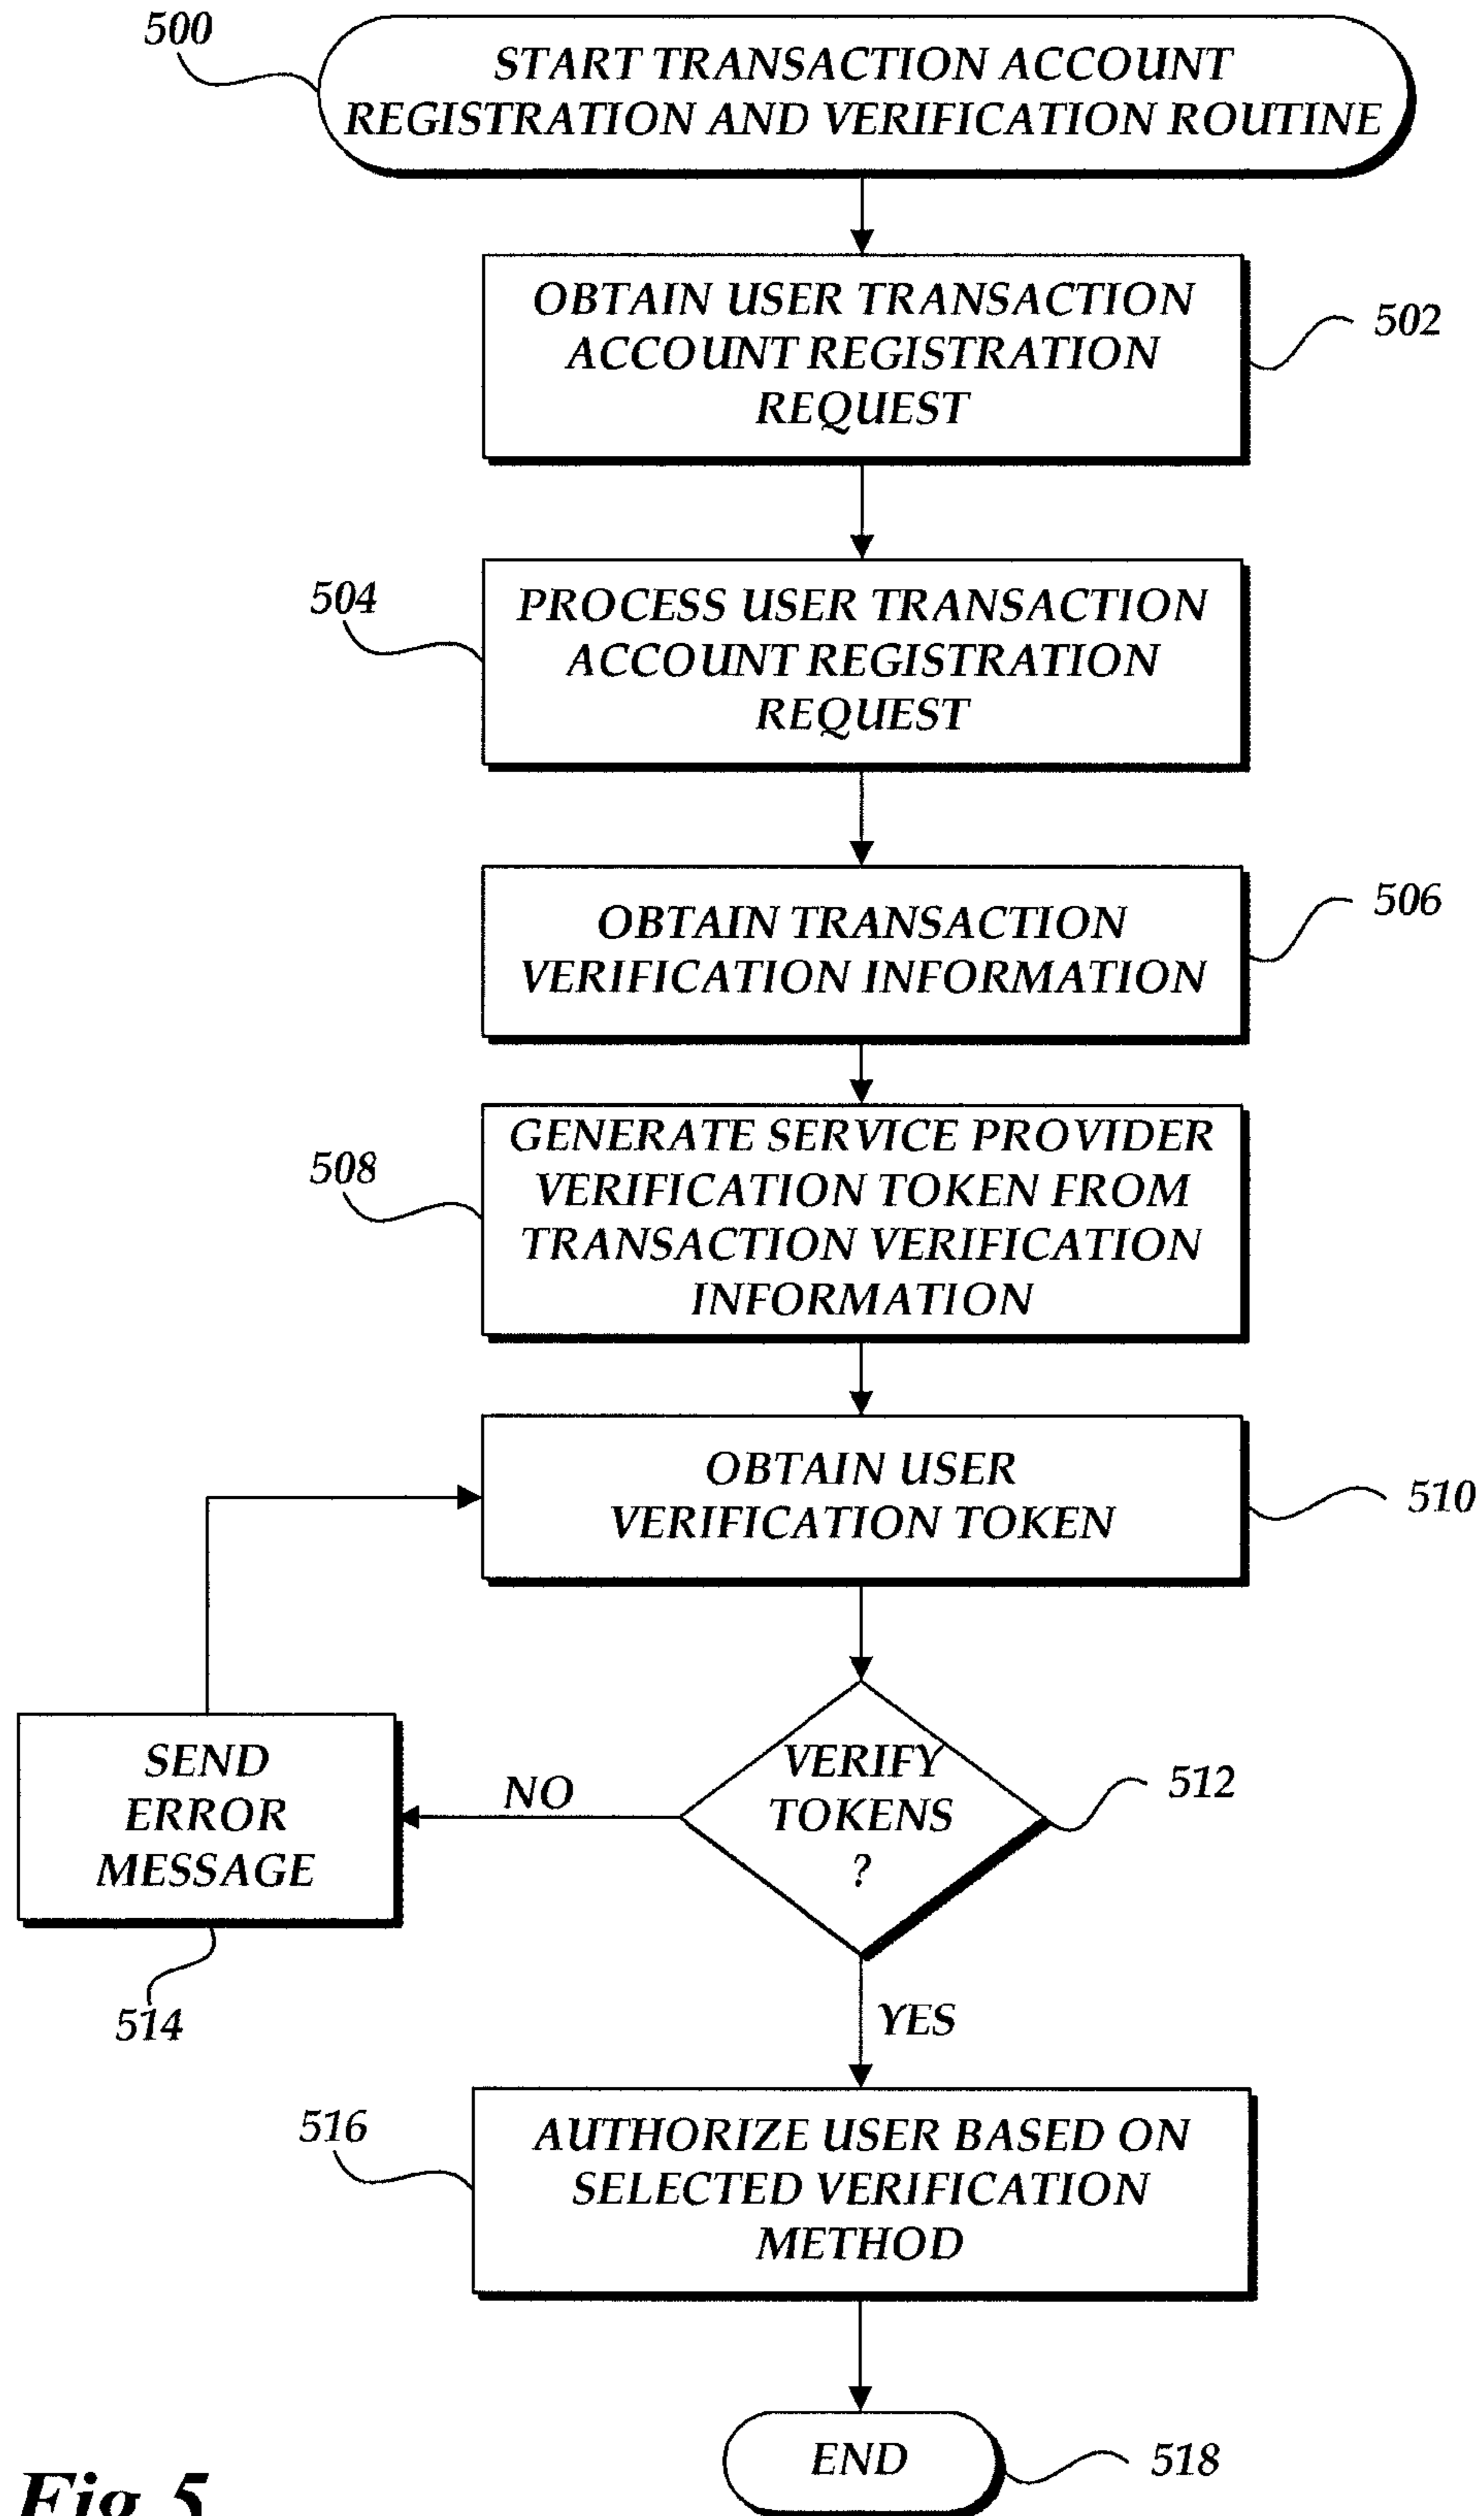 500
START TRANSACTION ACCOUNT
REGISTRATION AND VERIFICATION ROUTINE
OBTAIN USER TRANSACTION
ACCOUNT REGISTRATION
REQUEST
502
504
PROCESS USER TRANSACTION
ACCOUNT REGISTRATION
REQUEST
506
OBTAIN TRANSACTION
VERIFICATION INFORMATION
508
GENERATE SERVICE PROVIDER
VERIFICATION TOKEN FROM
TRANSACTION VERIFICATION
INFORMATION
OBTAIN USER
VERIFICATION TOKEN
510
VERIFY
TOKENS
?
512
NO
SEND
ERROR
MESSAGE
514
YES
516
AUTHORIZE USER BASED ON
SELECTED VERIFICATION
METHOD
END
518
Fig.5.